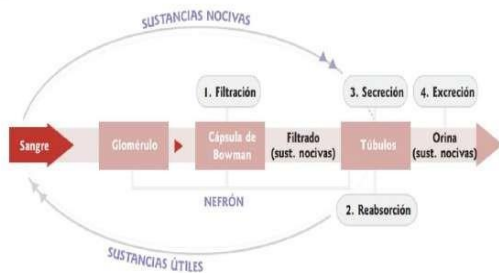 SUSTANCIAS NOCIVAS
1. Filtración
3. Secreción
4. Excreción
Sangre
Glomérulo
Cápsula de
Bowman
Filtrado
(sust. nocivas)
Túbulos
Orina
(sust. nocivas)
NEFRÓN
2. Reabsorción
SUSTANCIAS ÚTILES